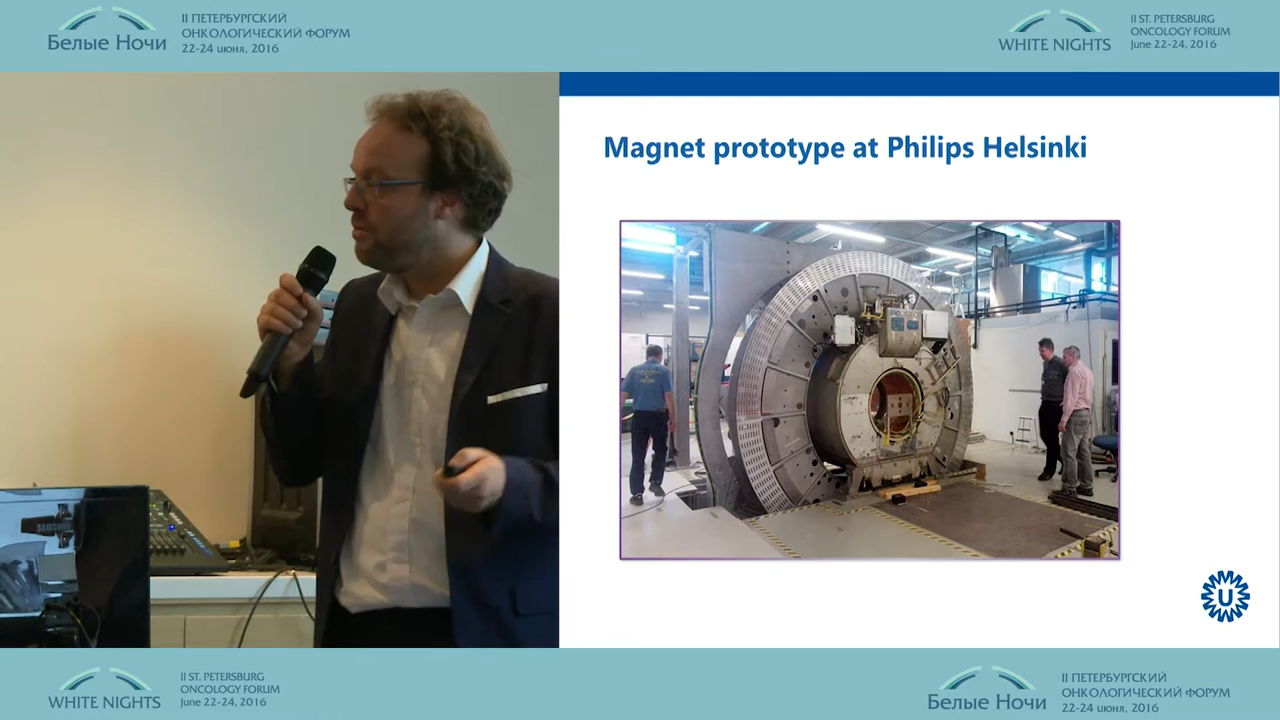 Белые Ночи
II ПЕТЕРБУРГСКИЙ
ОНКОЛОГИЧЕСКИЙ ФОРУМ
22-24 июня, 2016
WHITE NIGHTS
II ST. PETERSBURG
ONCOLOGY FORUM
June 22-24, 2016
Magnet prototype at Philips Helsinki
SAMSUNG
U
WHITE NIGHTS
II ST. PETERSBURG
ONCOLOGY FORUM
June 22-24, 2016
Белые Ночи
II ПЕТЕРБУРГСКИЙ
ОНКОЛОГИЧЕСКИЙ ФОРУМ
22-24 июня, 2016